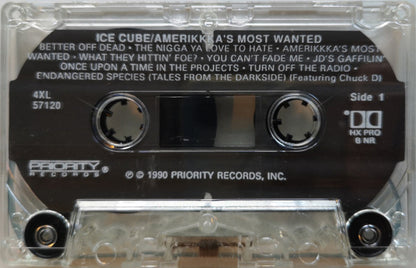 ICE CUBE/AMERIKKKA'S MOST WANTED
BETTER OFF DEAD · THE NIGGA YA LOVE TO HATE · AMERIKKKA'S MOST
WANTED · WHAT THEY HITTIN' FOE? · YOU CAN'T FADE ME · JD'S GAFFILIN'
ONCE UPON A TIME IN THE PROJECTS · TURN OFF THE RADIO ·
ENDANGERED SPECIES (TALES FROM THE DARKSIDE) (Featuring Chuck D)
4XL
57120
Side 1
HX PRO
B NR
PRIORITY
RECORDS
℗ © 1990 PRIORITY RECORDS, INC.